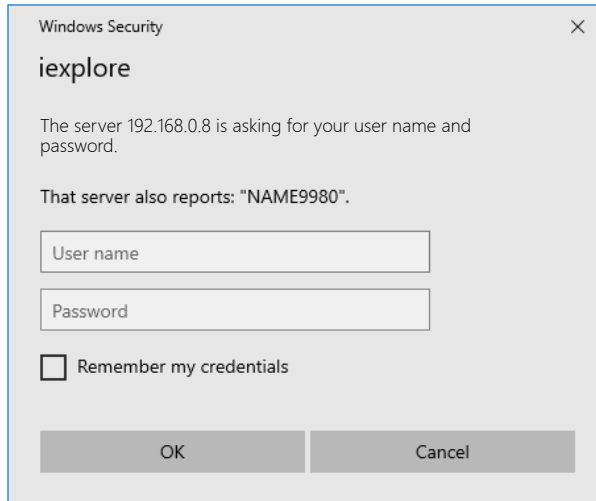 Windows Security
iexplore
The server 192.168.0.8 is asking for your user name and
password.
That server also reports: "NAME9980".
User name
Password
Remember my credentials
OK
Cancel